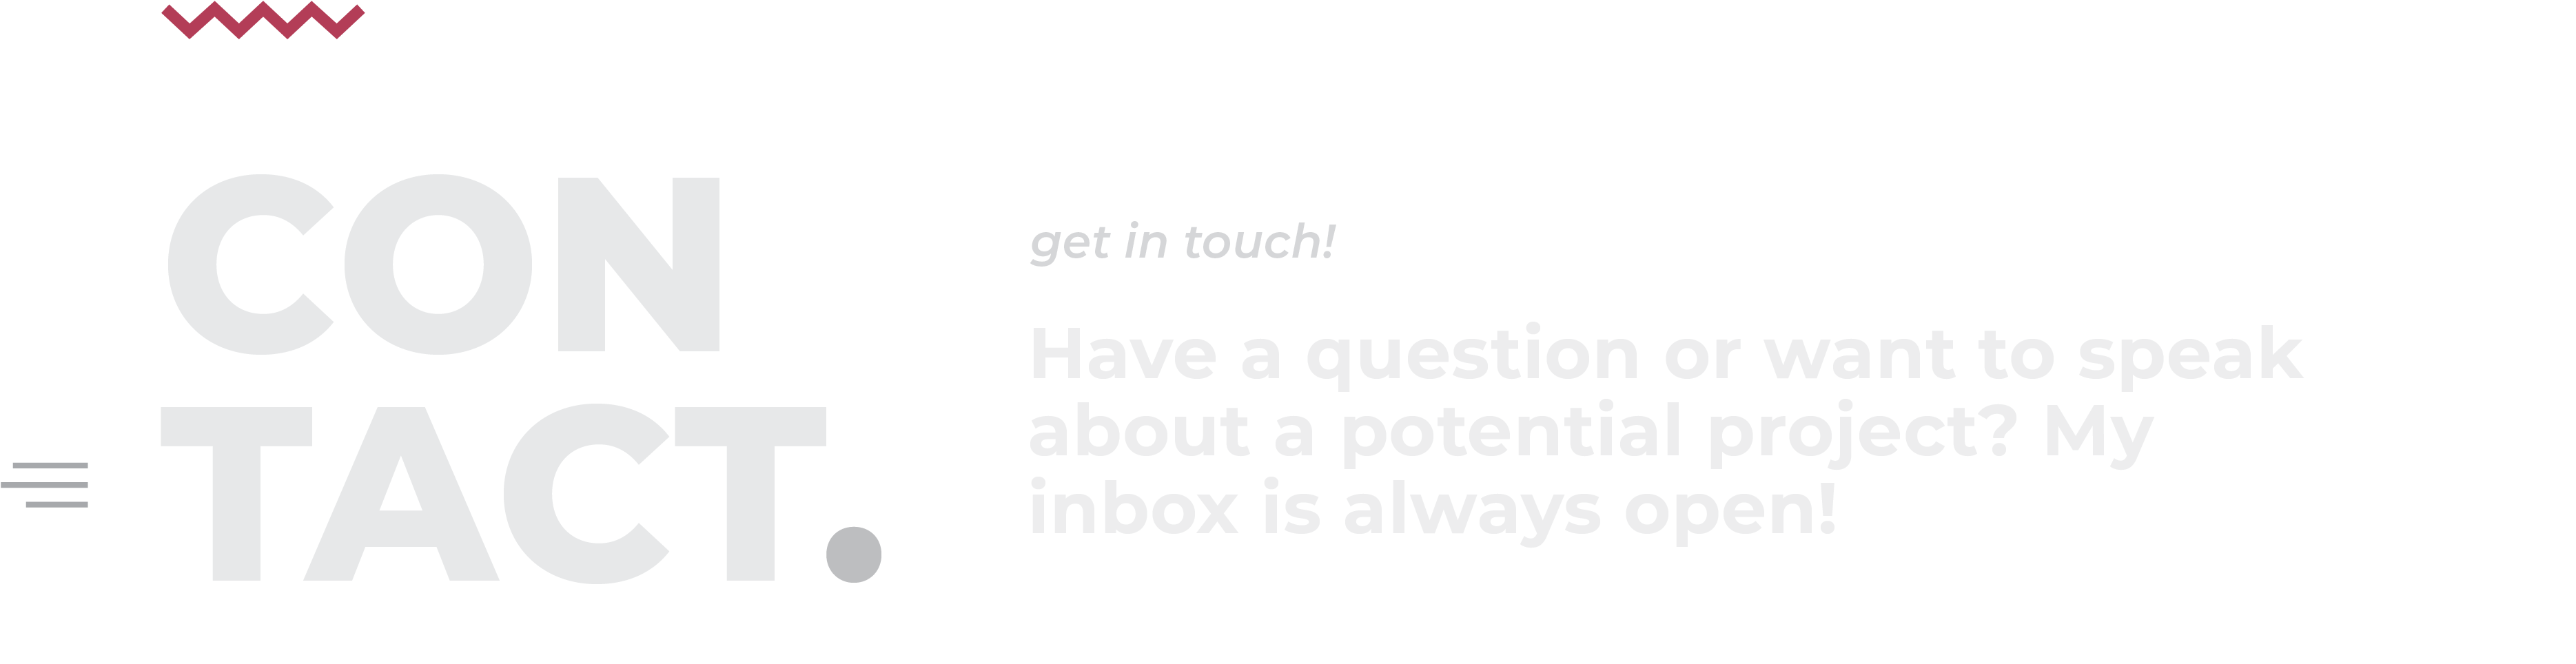 CON
TACT.
get in touch!
Have a question or want to speak
about a potential project? My
inbox is always open!